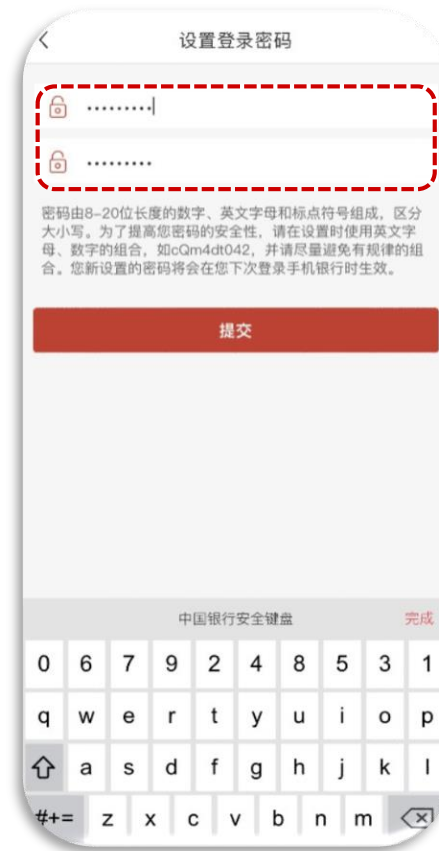 设置登录密码
•••••••••
•••••••••
密码由8-20位长度的数字、英文字母和标点符号组成，区分
大小写。为了提高您密码的安全性，请在设置时使用英文字
母、数字的组合，如cQm4dt042，并请尽量避免有规律的组
合。您新设置的密码将会在您下次登录手机银行时生效。
提交
中国银行安全键盘 完成
0 6 7 9 2 4 8 5 3 1
q w e r t y u i o p
a s d f g h j k l
#+= z x c v b n m